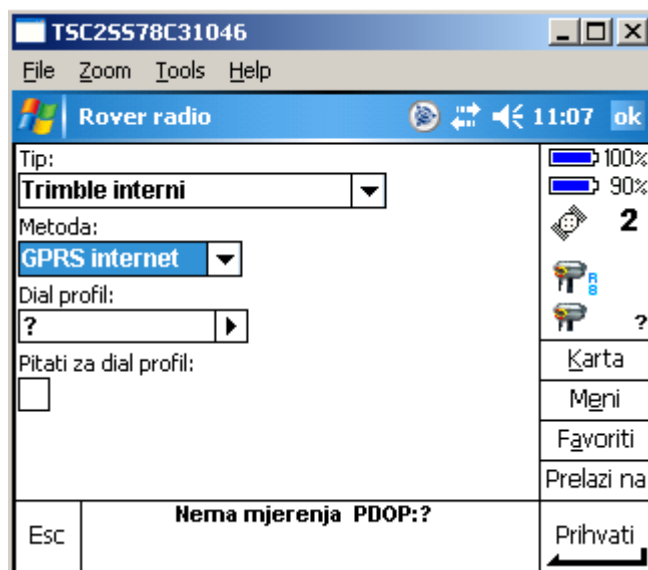 TSC2SS78C31046
File Zoom Tools Help
Rover radio 11:07 ok
Tip:
Trimble interni
Metoda:
GPRS internet
Dial profil:
?
Pitati za dial profil:
100%
90%
2
R
8
?
Karta
Meni
Favoriti
Prelazi na
Esc
Nema mjerenja PDOP:?
Prihvati